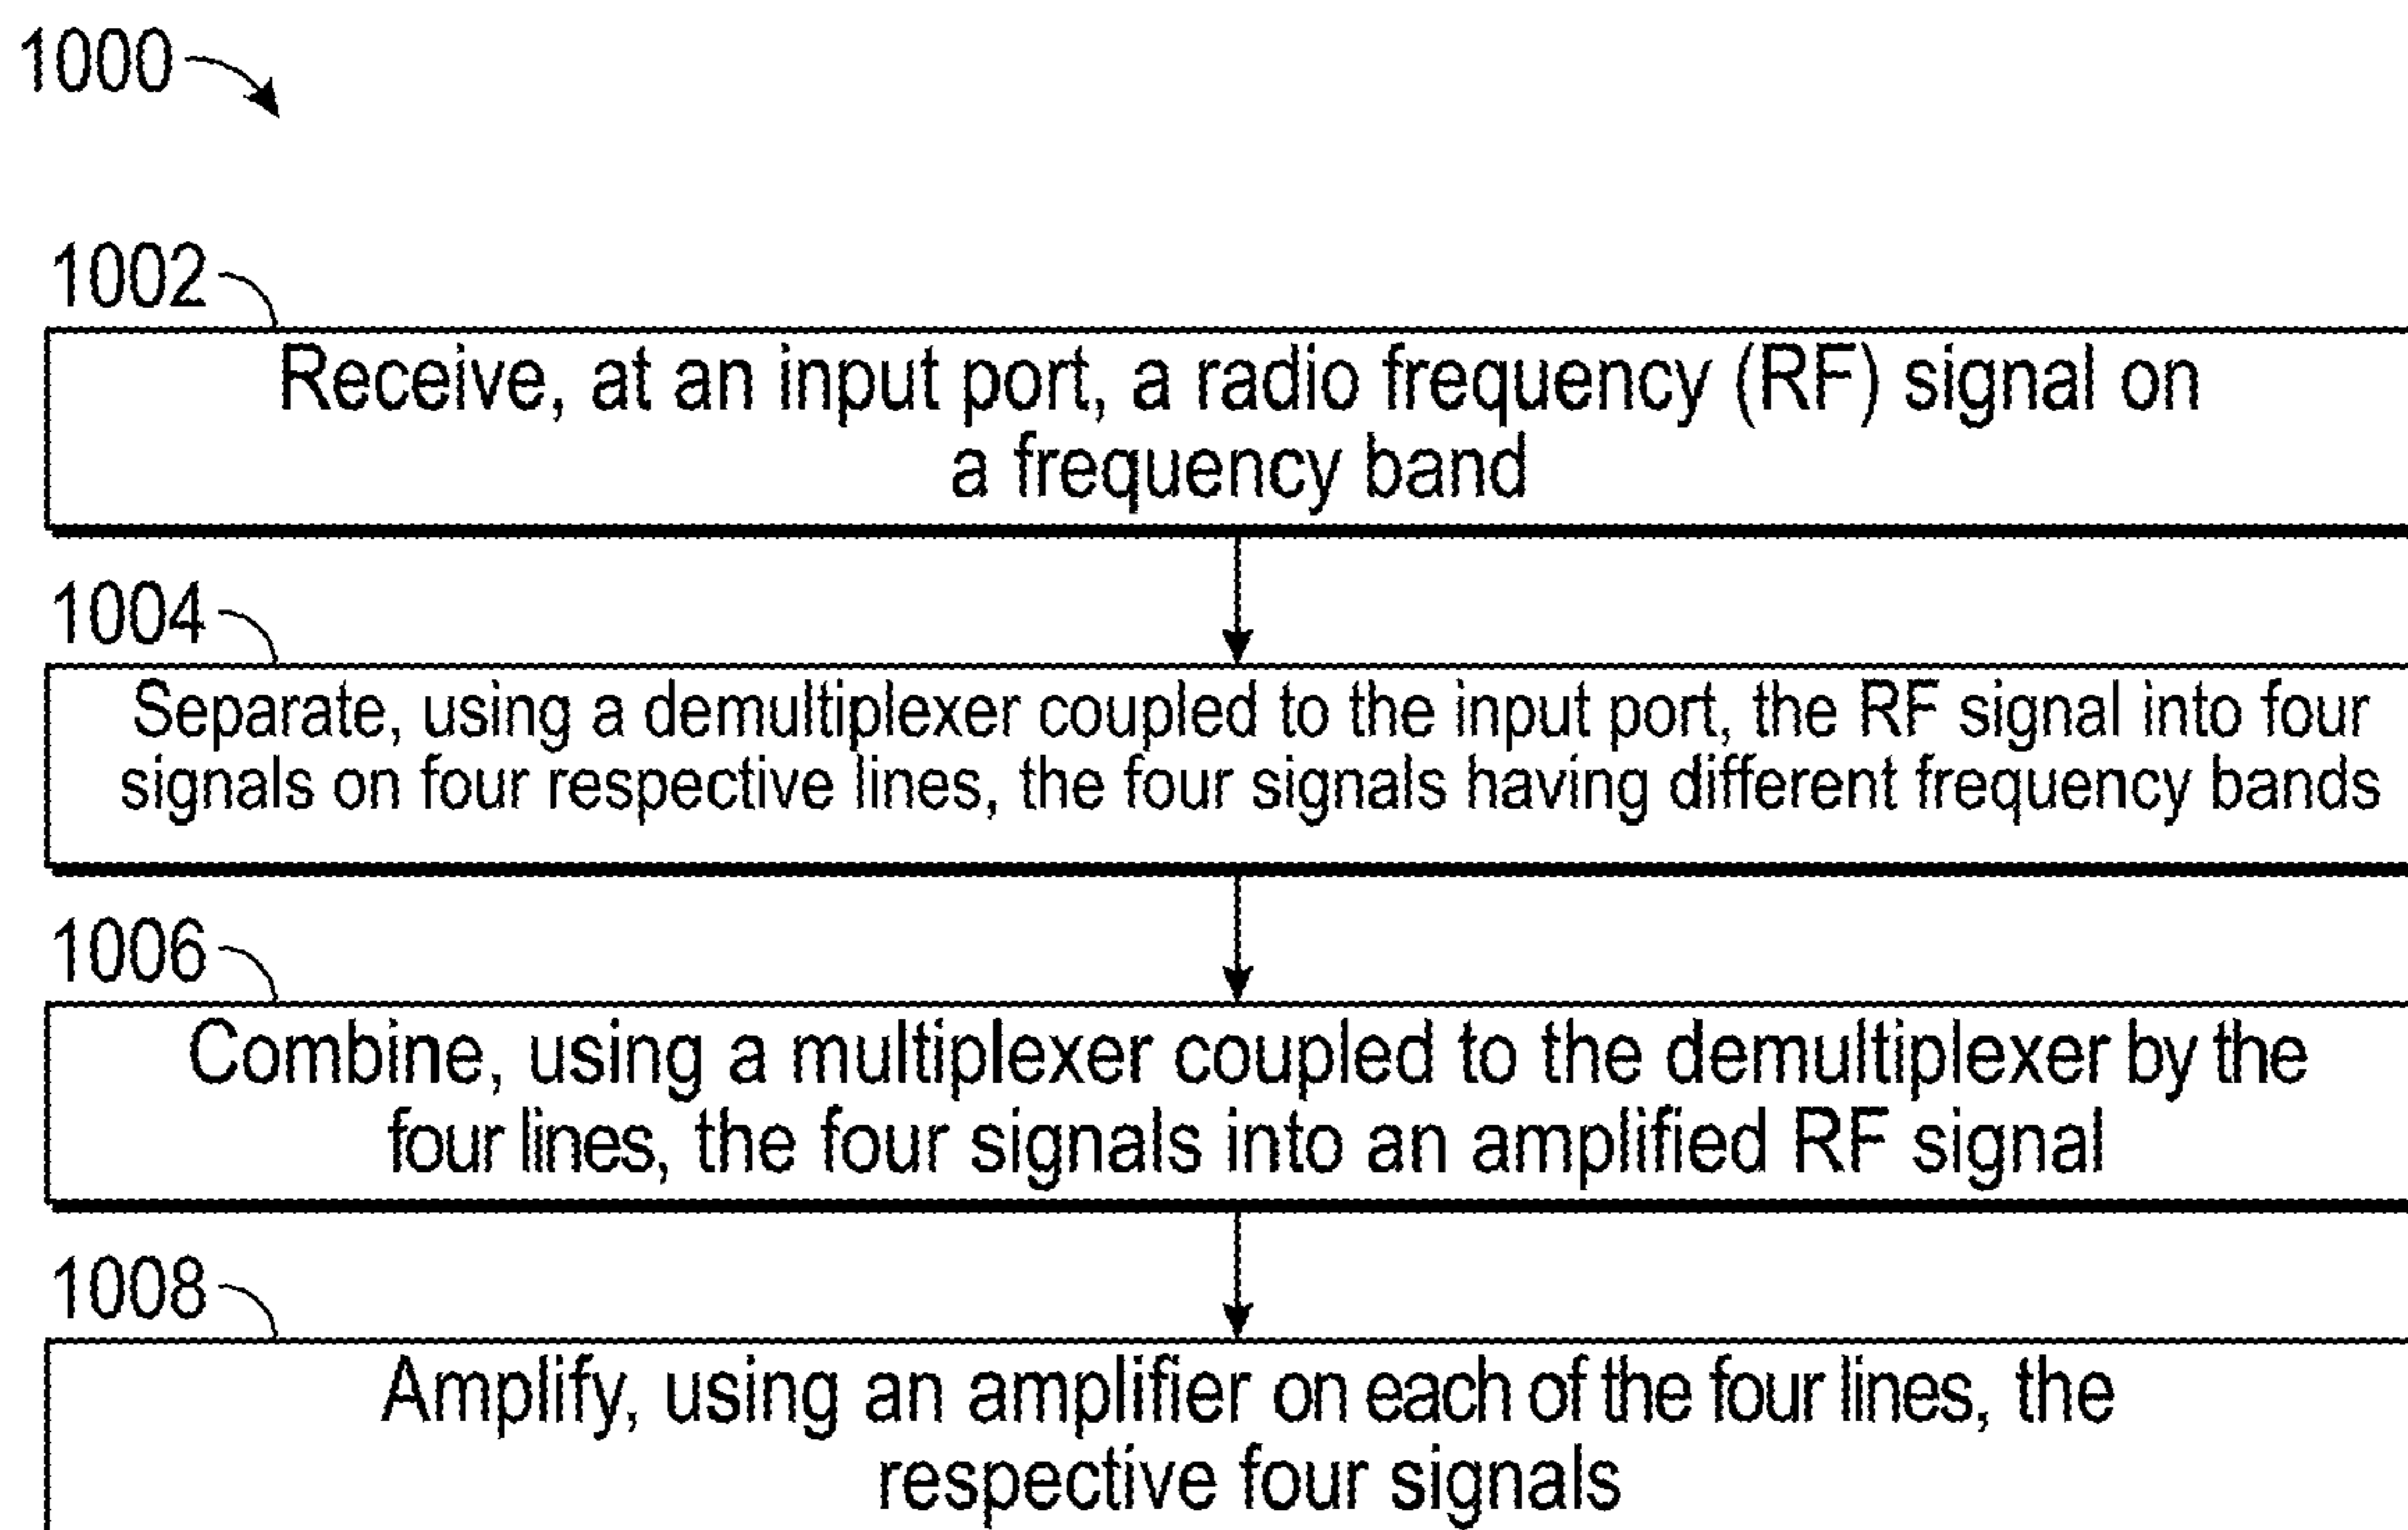 1000
1002
Receive, at an input port, a radio frequency (RF) signal on
a frequency band
1004
Separate, using a demultiplexer coupled to the input port, the RF signal into four
signals on four respective lines, the four signals having different frequency bands
1006
Combine, using a multiplexer coupled to the demultiplexer by the
four lines, the four signals into an amplified RF signal
1008
Amplify, using an amplifier on each of the four lines, the
respective four signals